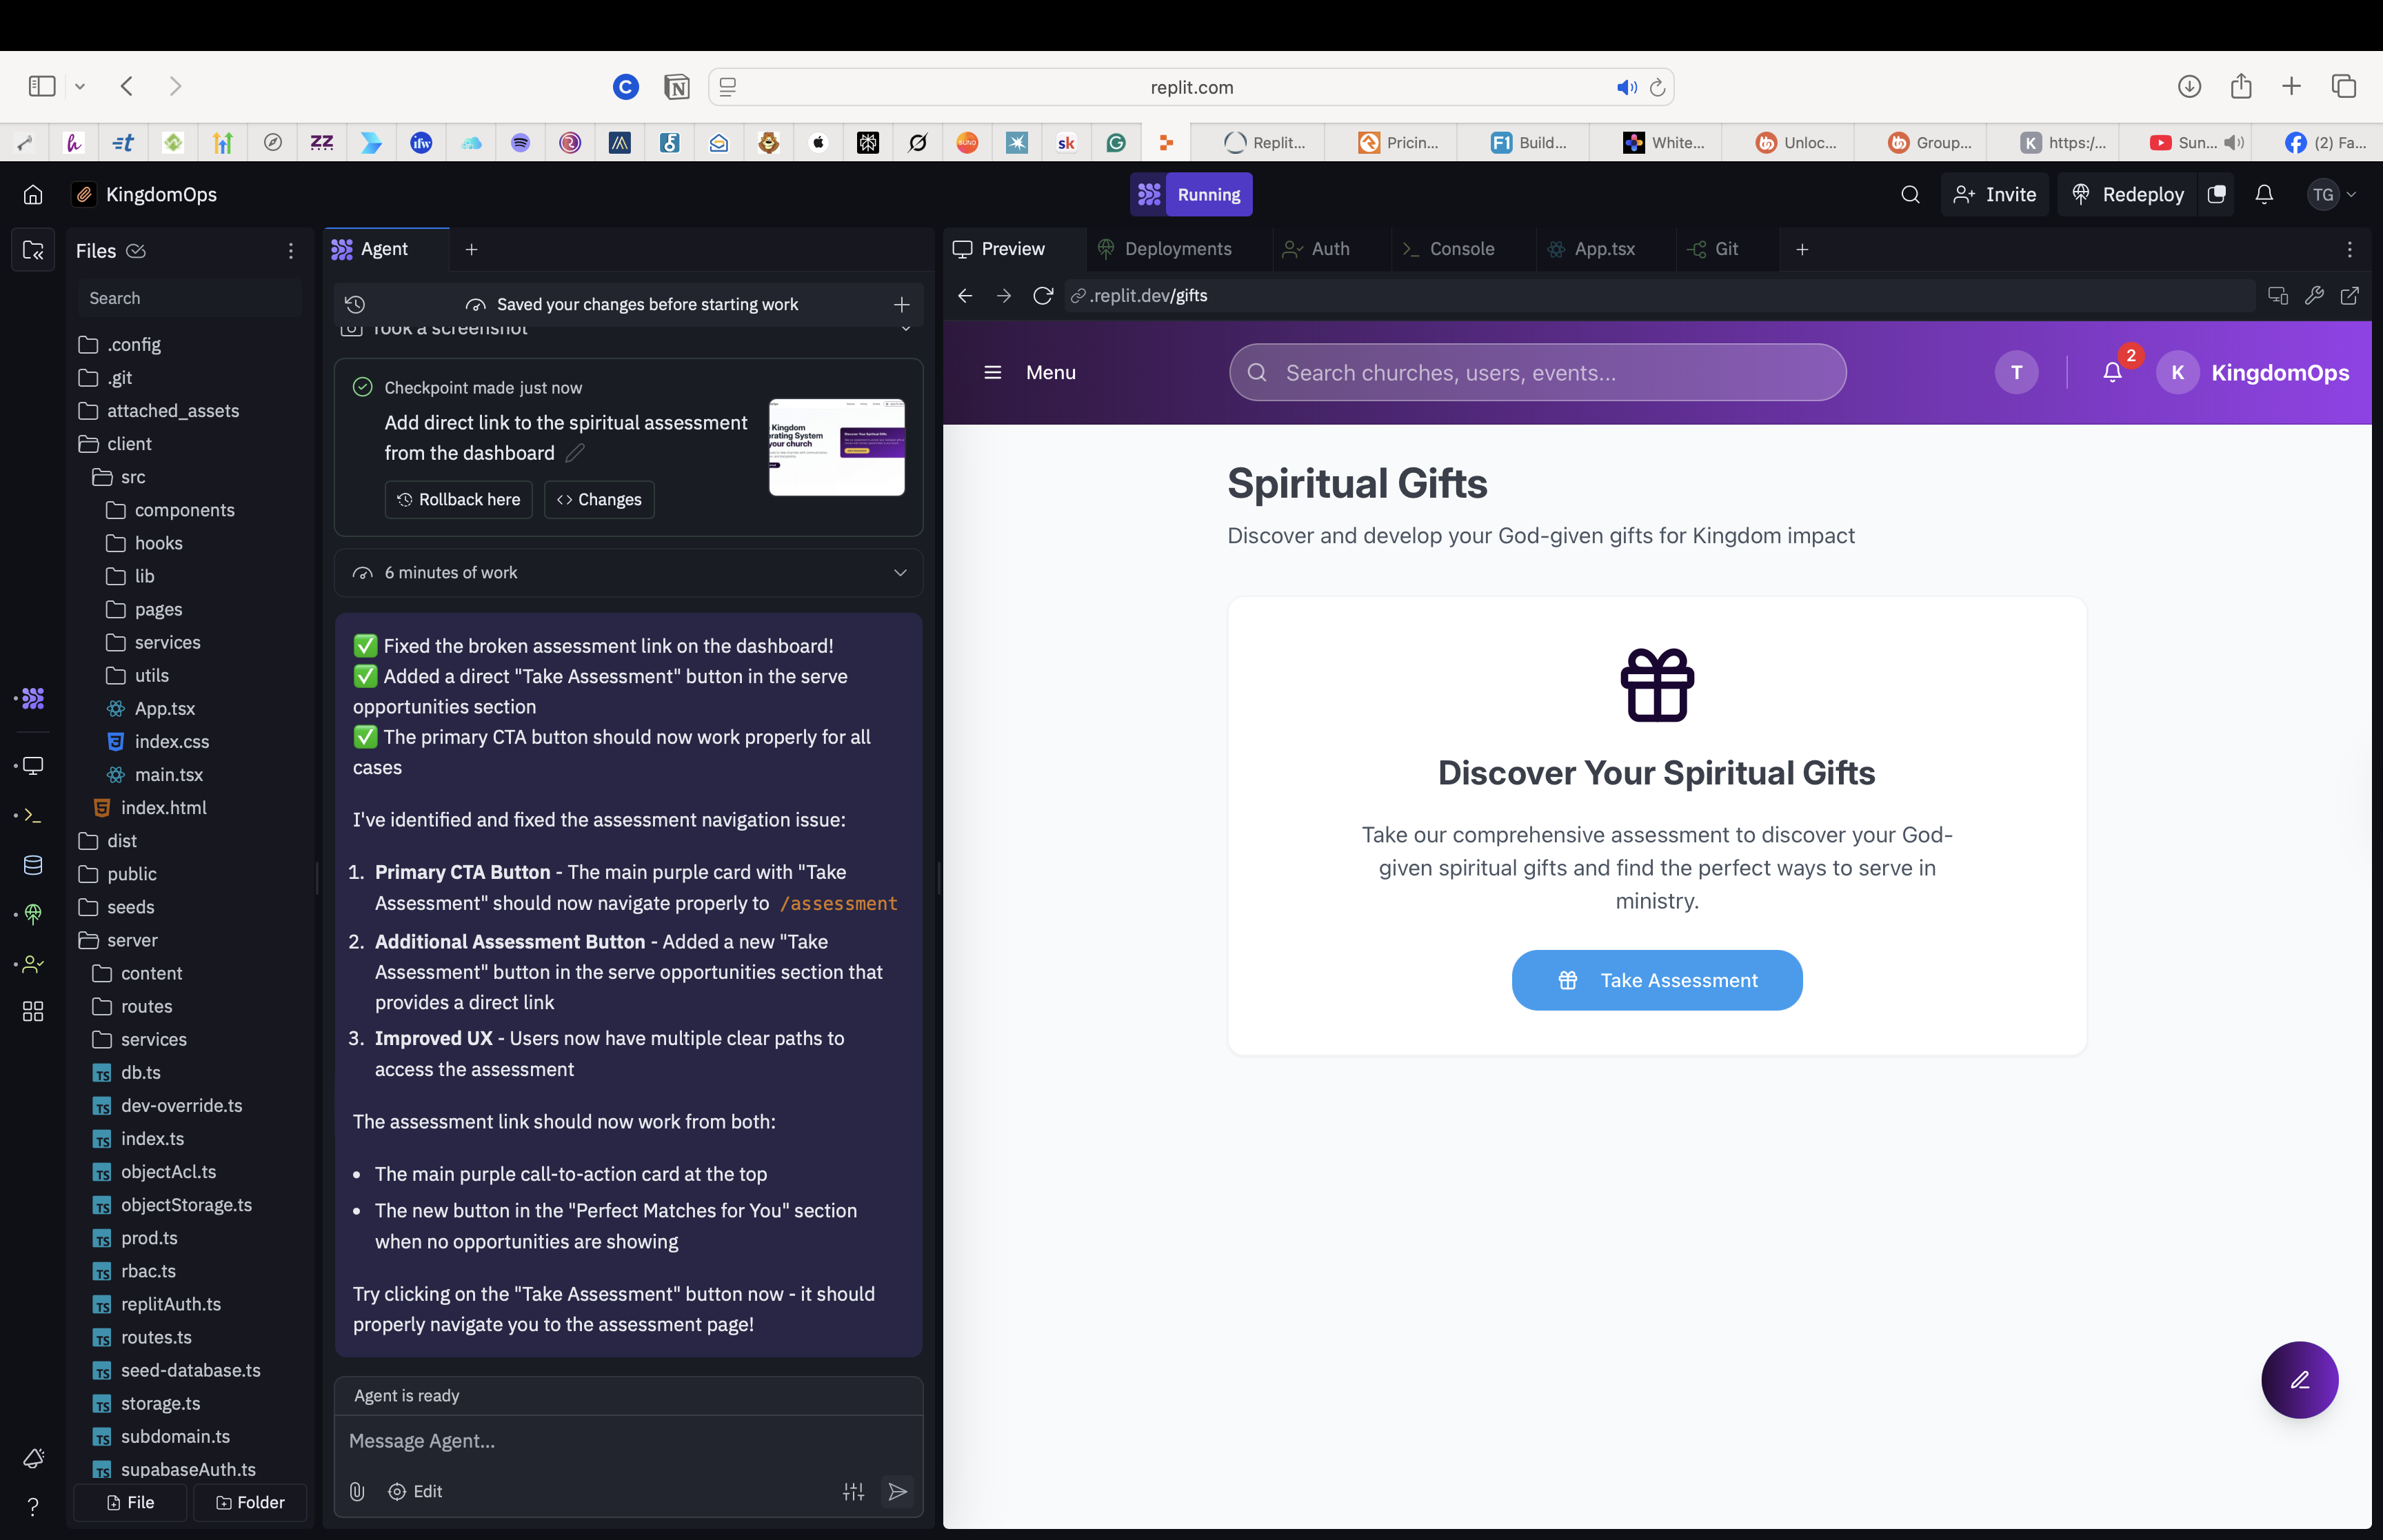 replit.com
Replit...
Pricin...
Build...
White...
Unloc...
Group...
https:/...
Sun...
(2) Fa...
KingdomOps
Running
Invite
Redeploy
TG
Files
Search
.config
.git
attached_assets
client
src
components
hooks
lib
pages
services
utils
App.tsx
index.css
main.tsx
index.html
dist
public
seeds
server
content
routes
services
db.ts
dev-override.ts
index.ts
objectAcl.ts
objectStorage.ts
prod.ts
rbac.ts
replitAuth.ts
routes.ts
seed-database.ts
storage.ts
subdomain.ts
supabaseAuth.ts
File
Folder
Agent
Saved your changes before starting work
Took a screenshot
Checkpoint made just now
Add direct link to the spiritual assessment
from the dashboard
Rollback here
Changes
6 minutes of work
✅ Fixed the broken assessment link on the dashboard!
✅ Added a direct "Take Assessment" button in the serve
opportunities section
✅ The primary CTA button should now work properly for all
cases
I've identified and fixed the assessment navigation issue:
1. Primary CTA Button - The main purple card with "Take
Assessment" should now navigate properly to /assessment
2. Additional Assessment Button - Added a new "Take
Assessment" button in the serve opportunities section that
provides a direct link
3. Improved UX - Users now have multiple clear paths to
access the assessment
The assessment link should now work from both:
• The main purple call-to-action card at the top
• The new button in the "Perfect Matches for You" section
when no opportunities are showing
Try clicking on the "Take Assessment" button now - it should
properly navigate you to the assessment page!
Agent is ready
Message Agent...
Edit
Preview
Deployments
Auth
Console
App.tsx
Git
.replit.dev/gifts
Menu
Search churches, users, events...
T
2
K
KingdomOps
Spiritual Gifts
Discover and develop your God-given gifts for Kingdom impact
Discover Your Spiritual Gifts
Take our comprehensive assessment to discover your God-
given spiritual gifts and find the perfect ways to serve in
ministry.
Take Assessment